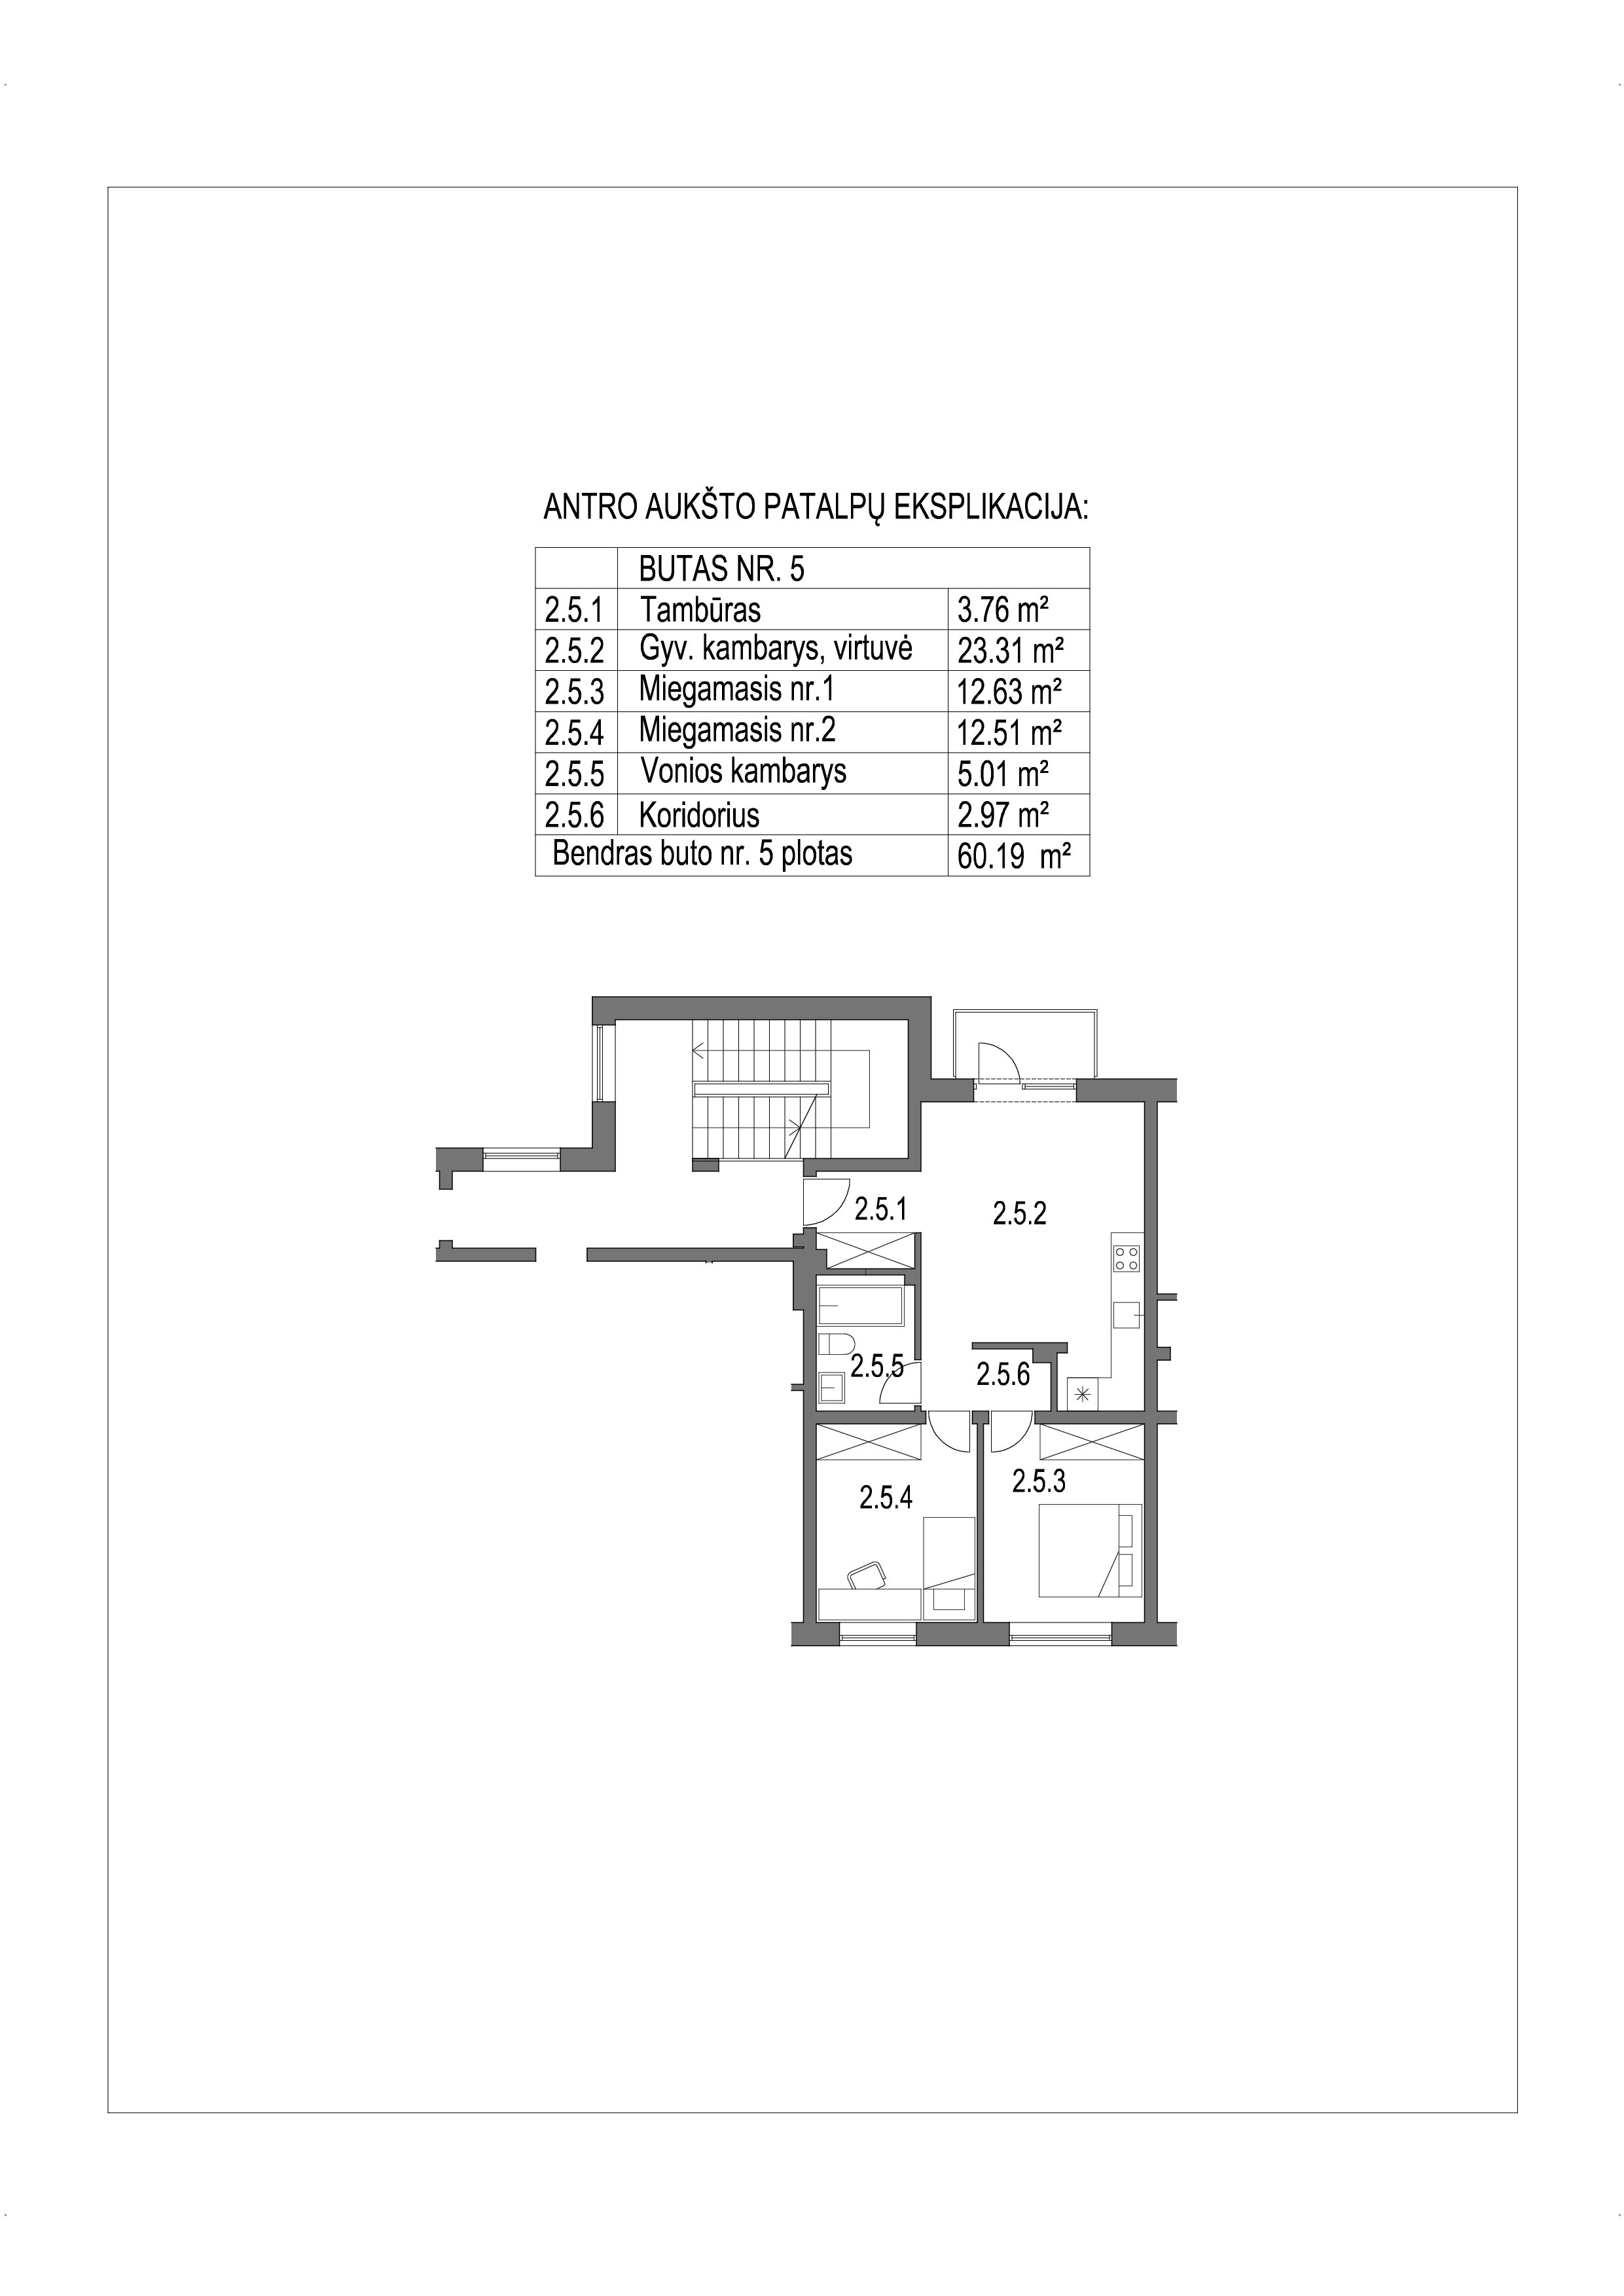 ANTRO AUKŠTO PATALPŲ EKSPLIKACIJA:
BUTAS NR. 5
2.5.1 Tambūras 3.76 m²
2.5.2 Gyv. kambarys, virtuvė 23.31 m²
2.5.3 Miegamasis nr.1 12.63 m²
2.5.4 Miegamasis nr.2 12.51 m²
2.5.5 Vonios kambarys 5.01 m²
2.5.6 Koridorius 2.97 m²
Bendras buto nr. 5 plotas 60.19 m²
2.5.1
2.5.2
2.5.5
2.5.6
2.5.3
2.5.4